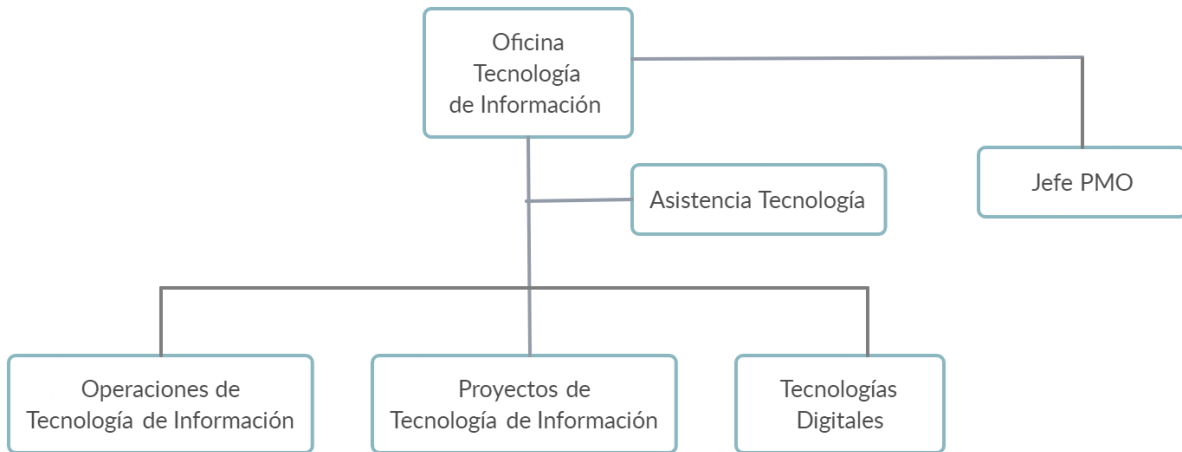 Oficina
Tecnología
de Información
Jefe PMO
Asistencia Tecnología
Operaciones de
Tecnología de Información
Proyectos de
Tecnología de Información
Tecnologías
Digitales